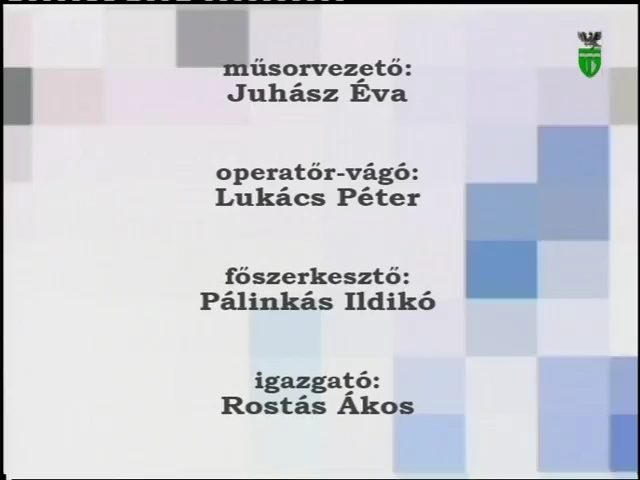 műsorvezető:
Juhász Éva
operatőr-vágó:
Lukács Péter
főszerkesztő:
Pálinkás Ildikó
igazgató:
Rostás Ákos